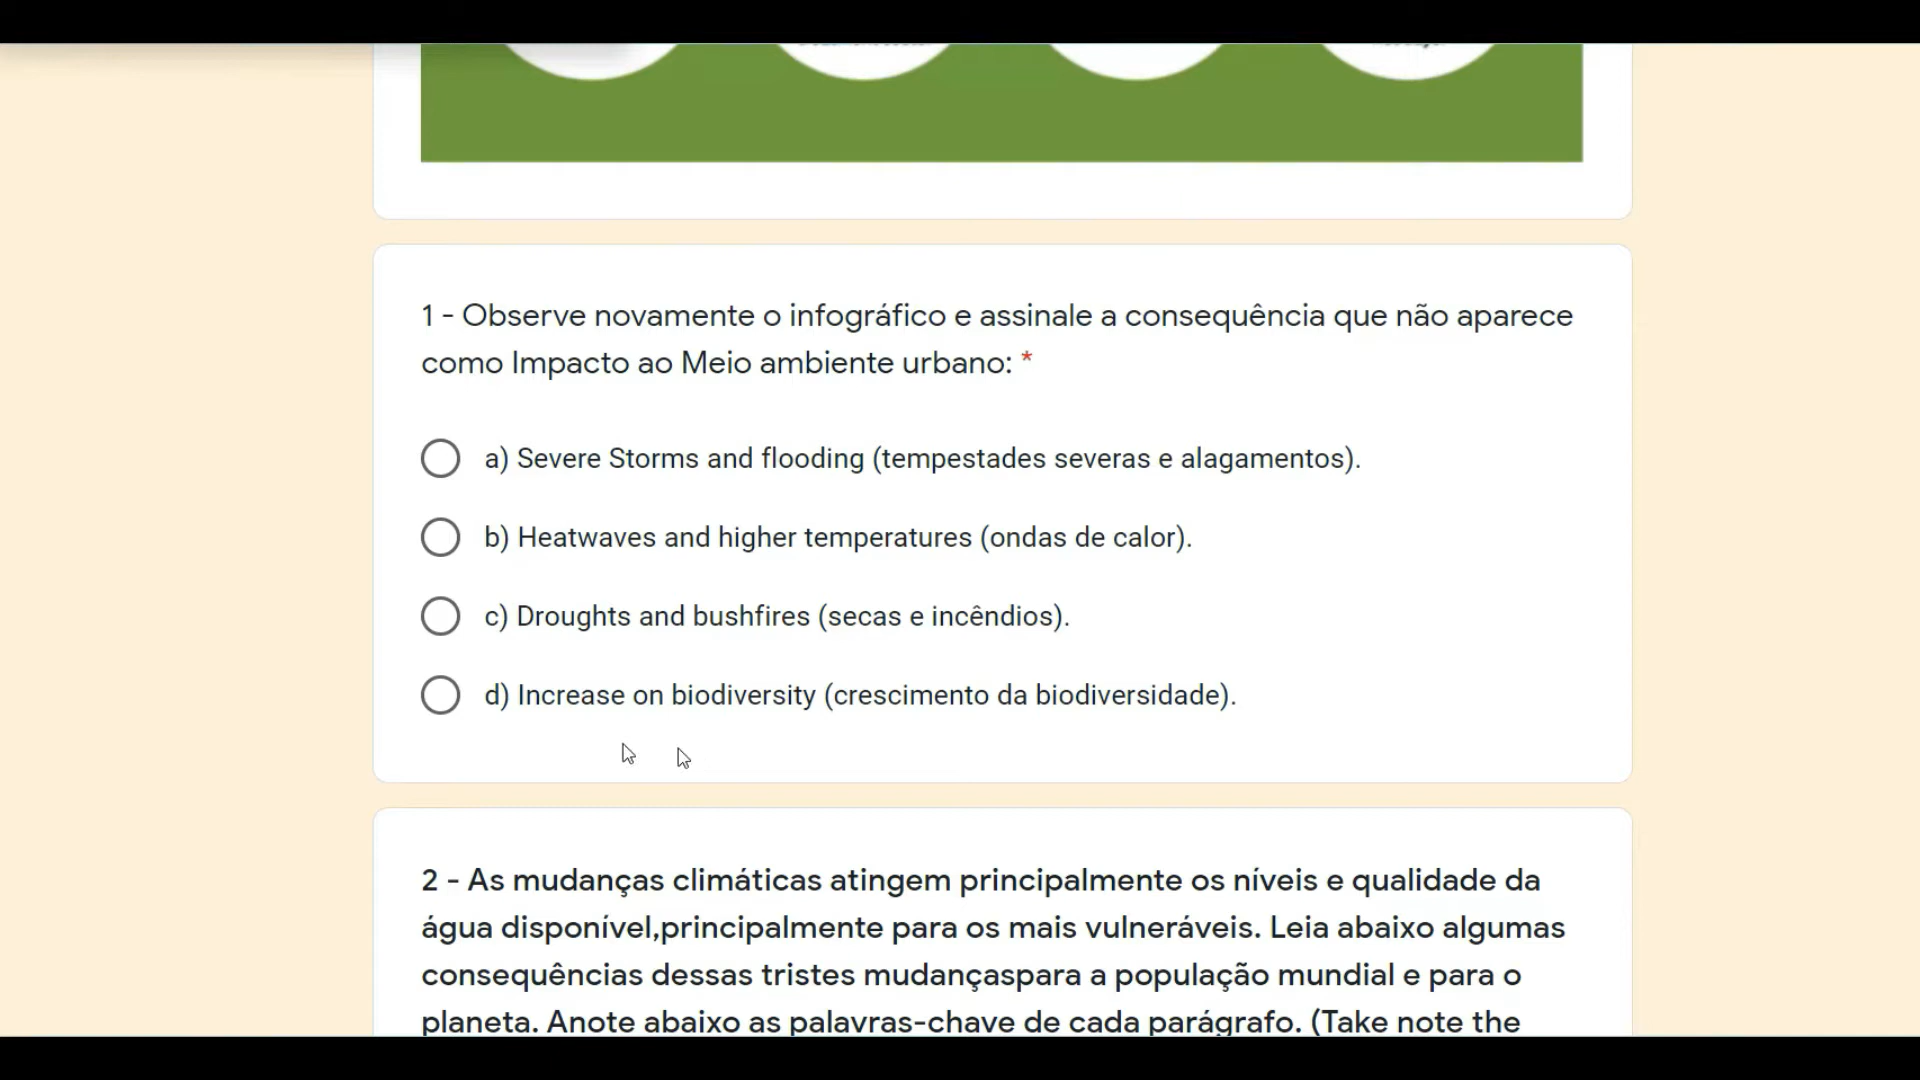 1 - Observe novamente o infográfico e assinale a consequência que não aparece
como Impacto ao Meio ambiente urbano: *
a) Severe Storms and flooding (tempestades severas e alagamentos).
b) Heatwaves and higher temperatures (ondas de calor).
c) Droughts and bushfires (secas e incêndios).
d) Increase on biodiversity (crescimento da biodiversidade).
2 - As mudanças climáticas atingem principalmente os níveis e qualidade da
água disponível,principalmente para os mais vulneráveis. Leia abaixo algumas
consequências dessas tristes mudançaspara a população mundial e para o
planeta. Anote abaixo as palavras-chave de cada parágrafo. (Take note the